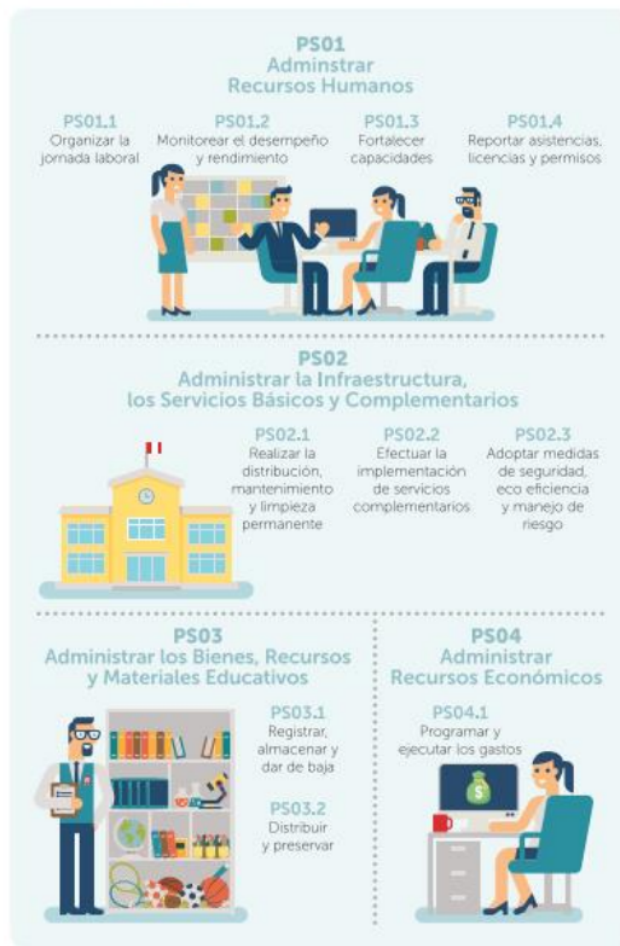 PS01
Adminstrar
Recursos Humanos
PS01.1
Organizar la
jornada laboral
PS01.2
Monitorear el desempeño
y rendimiento
PS01.3
Fortalecer
capacidades
PS01.4
Reportar asistencias,
licencias y permisos
PS02
Administrar la Infraestructura,
los Servicios Básicos y Complementarios
PS02.1
Realizar la
distribución,
mantenimiento
y limpieza
permanente
PS02.2
Efectuar la
implementación
de servicios
complementarios
PS02.3
Adoptar medidas
de seguridad,
eco eficiencia
y manejo de
riesgo
PS03
Administrar los Bienes, Recursos
y Materiales Educativos
PS03.1
Registrar,
almacenar y
dar de baja
PS03.2
Distribuir
y preservar
PS04
Administrar
Recursos Económicos
PS04.1
Programar y
ejecutar los gastos
$